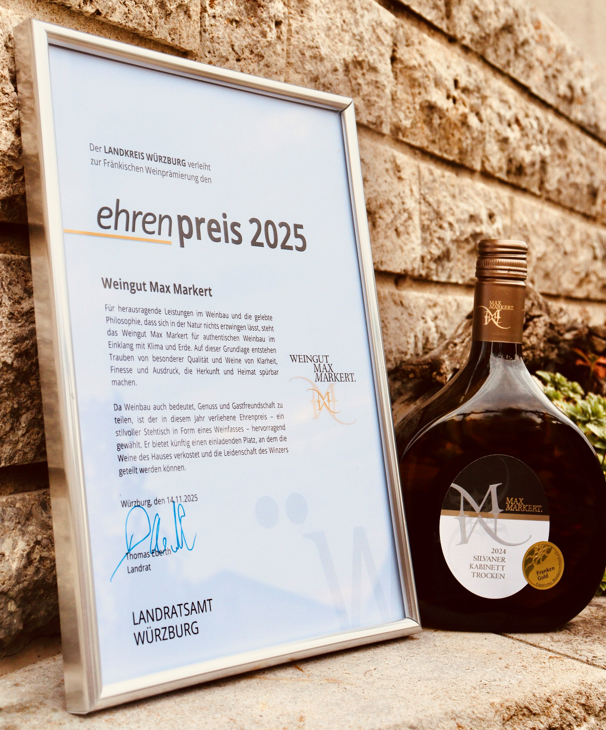 Der LANDKREIS WÜRZBURG verleiht
zur Fränkischen Weinprämierung den
ehrenpreis 2025
Weingut Max Markert
Für herausragende Leistungen im Weinbau und die gelebte
Philosophie, dass sich in der Natur nichts erzwingen lässt, steht
das Weingut Max Markert für authentischen Weinbau im
Einklang mit Klima und Erde. Auf dieser Grundlage entstehen
Trauben von besonderer Qualität und Weine von Klarheit,
Finesse und Ausdruck, die Herkunft und Heimat spürbar
machen.
Da Weinbau auch bedeutet, Genuss und Gastfreundschaft zu
teilen, ist der in diesem Jahr verliehene Ehrenpreis – ein
stilvoller Stehtisch in Form eines Weinfasses – hervorragend
gewählt. Er bietet künftig einen einladenden Platz, an dem die
Weine des Hauses verkostet und die Leidenschaft des Winzers
geteilt werden können.
WEINGUT
MAX
MARKERT.
Würzburg, den 14.11.2025
Thomas Eberth
Landrat
LANDRATSAMT
WÜRZBURG
ÜW
MAX
MARKERT.
M
MAX
MARKERT.
2024
SILVANER
KABINETT
TROCKEN
Franken
Gold